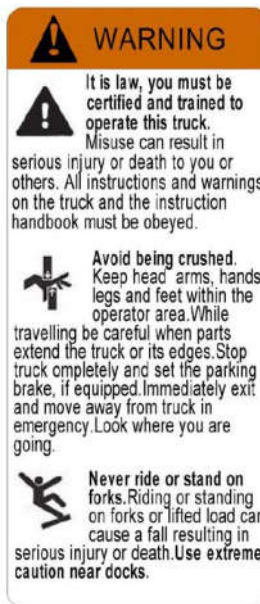 WARNING
It is law, you must be
certified and trained to
operate this truck.
Misuse can result in
serious injury or death to you or
others. All instructions and warnings
on the truck and the instruction
handbook must be obeyed.
Avoid being crushed.
Keep head arms, hands
legs and feet within the
operator area.While
travelling be careful when parts
extend the truck or its edges.Stop
truck ompletely and set the parking
brake, if equipped.Immediately exit
and move away from truck in
emergency.Look where you are
going.
Never ride or stand on
forks.Riding or standing
on forks or lifted load can
cause a fall resulting in
serious injury or death.Use extreme
caution near docks.